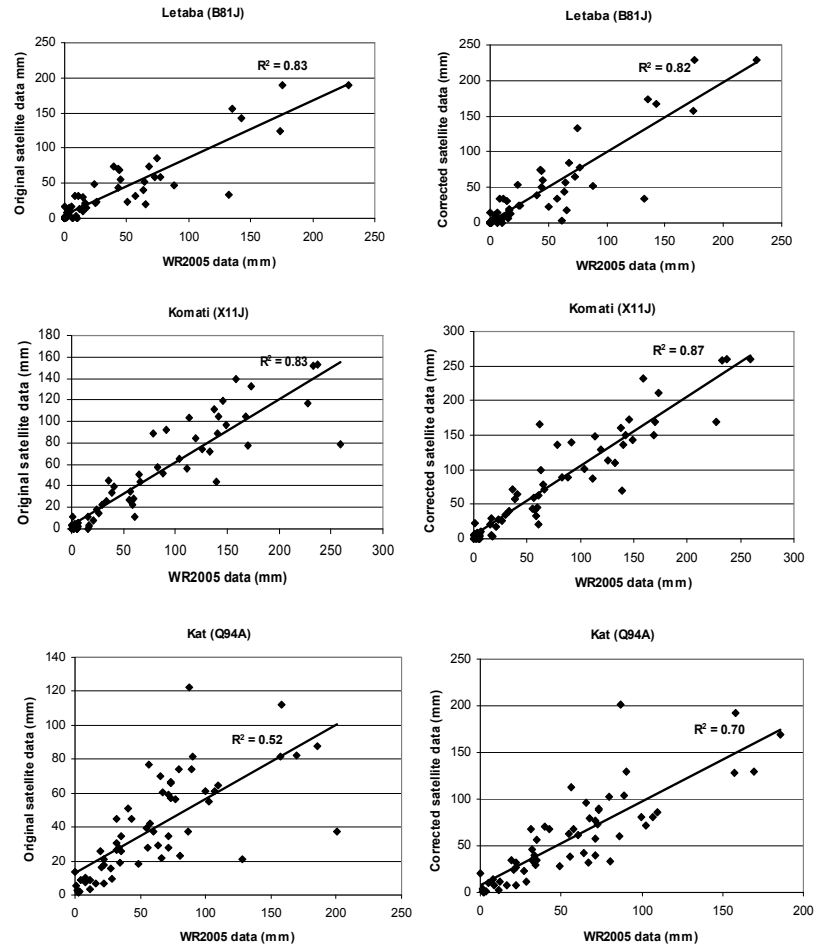 Letaba (B81J)
Original satellite data mm)
250
200
150
100
50
0
R² = 0.83
0 50 100 150 200 250
WR2005 data (mm)
Letaba (B81J)
Corrected satellite data (mm)
250
200
150
100
50
0
R² = 0.82
0 50 100 150 200 250
WR2005 data (mm)
Komati (X11J)
Original satellite data (mm)
180
160
140
120
100
80
60
40
20
0
R² = 0.83
0 50 100 150 200 250 300
WR2005 data (mm)
Komati (X11J)
Corrected satellite data (mm)
300
250
200
150
100
50
0
R² = 0.87
0 50 100 150 200 250 300
WR2005 data (mm)
Kat (Q94A)
Original satellite data (mm)
140
120
100
80
60
40
20
0
R² = 0.52
0 50 100 150 200 250
WR2005 data (mm)
Kat (Q94A)
Corrected satellite data (mm)
250
200
150
100
50
0
R² = 0.70
0 50 100 150 200
WR2005 data (mm)